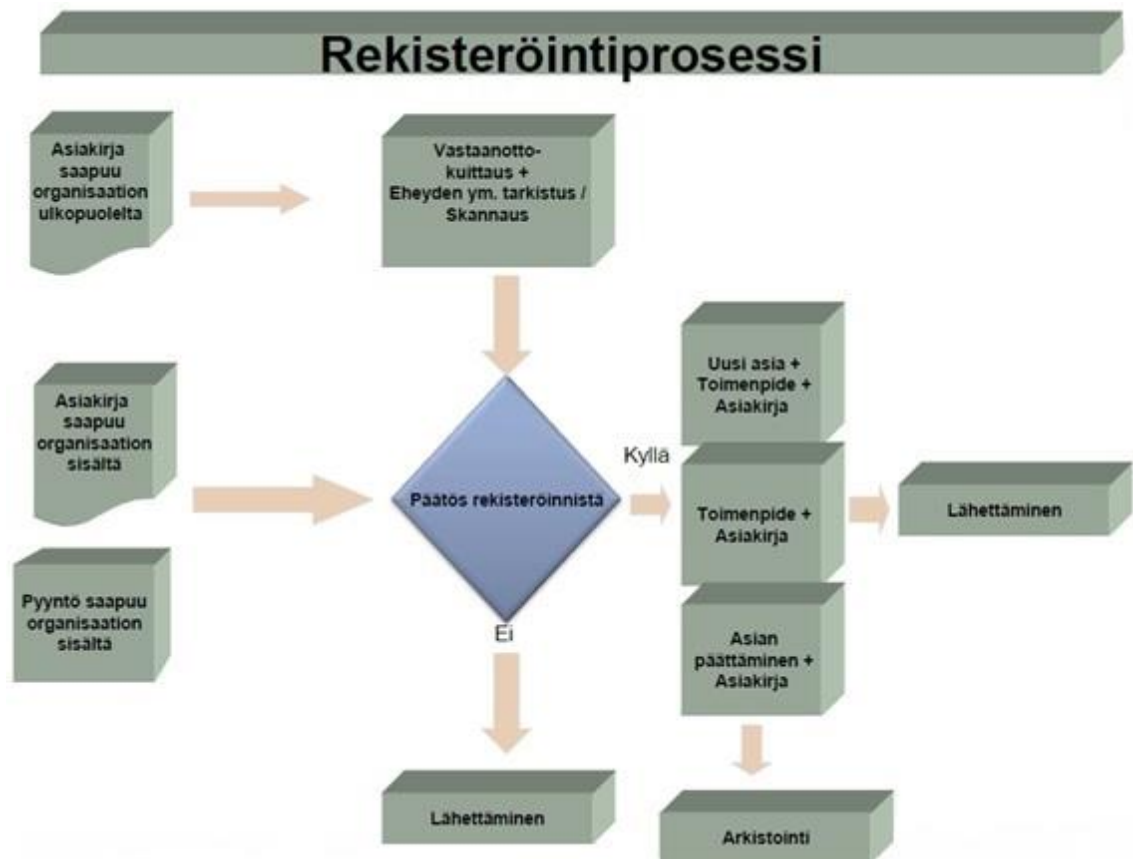 Rekisteröintiprosessi
Asiakirja
saapuu
organisaation
ulkopuolelta
Vastaanotto-
kuittaus +
Eheyden ym. tarkistus /
Skannaus
Asiakirja
saapuu
organisaation
sisältä
Pyyntö saapuu
organisaation
sisältä
Päätös rekisteröinnistä
Kyllä
Ei
Uusi asia +
Toimenpide +
Asiakirja
Toimenpide +
Asiakirja
Asian
päättäminen +
Asiakirja
Lähettäminen
Lähettäminen
Arkistointi